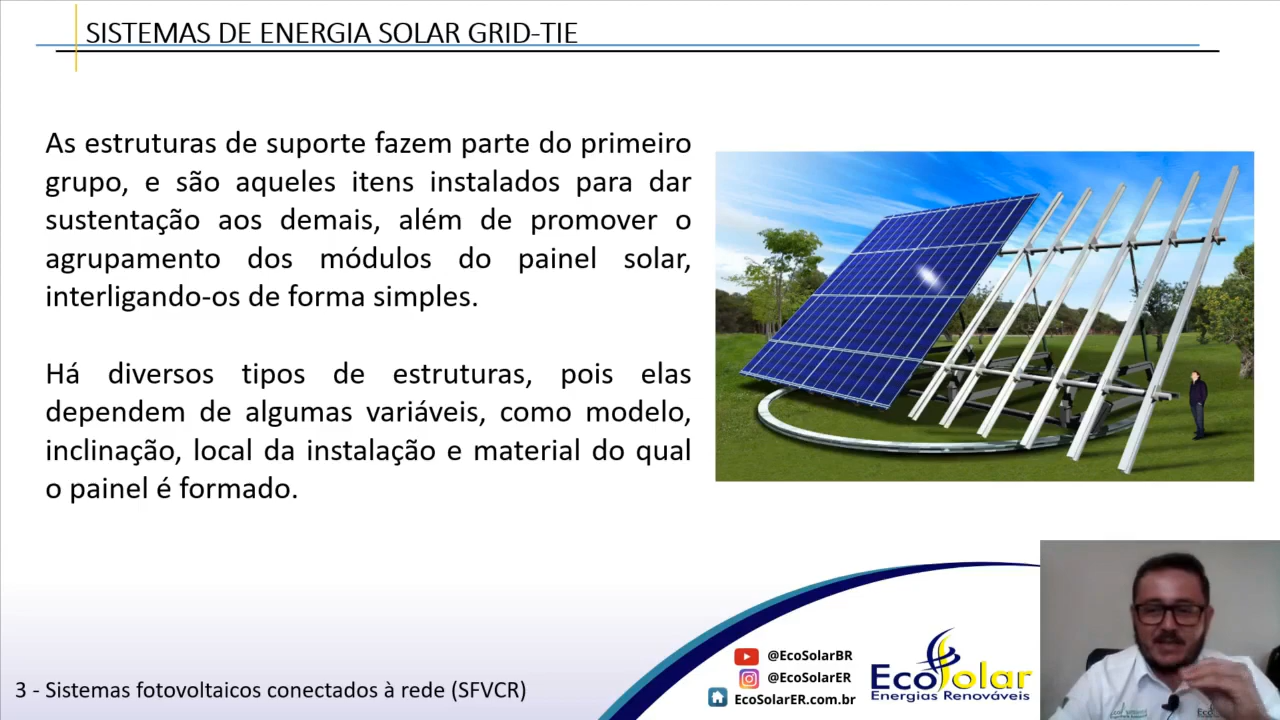 SISTEMAS DE ENERGIA SOLAR GRID-TIE
As estruturas de suporte fazem parte do primeiro
grupo, e são aqueles itens instalados para dar
sustentação aos demais, além de promover o
agrupamento dos módulos do painel solar,
interligando-os de forma simples.
Há diversos tipos de estruturas, pois elas
dependem de algumas variáveis, como modelo,
inclinação, local da instalação e material do qual
o painel é formado.
@EcoSolarBR
@EcoSolarER
EcoSolarER.com.br
EcoSolar
Energias Renováveis
3 - Sistemas fotovoltaicos conectados à rede (SFVCR)